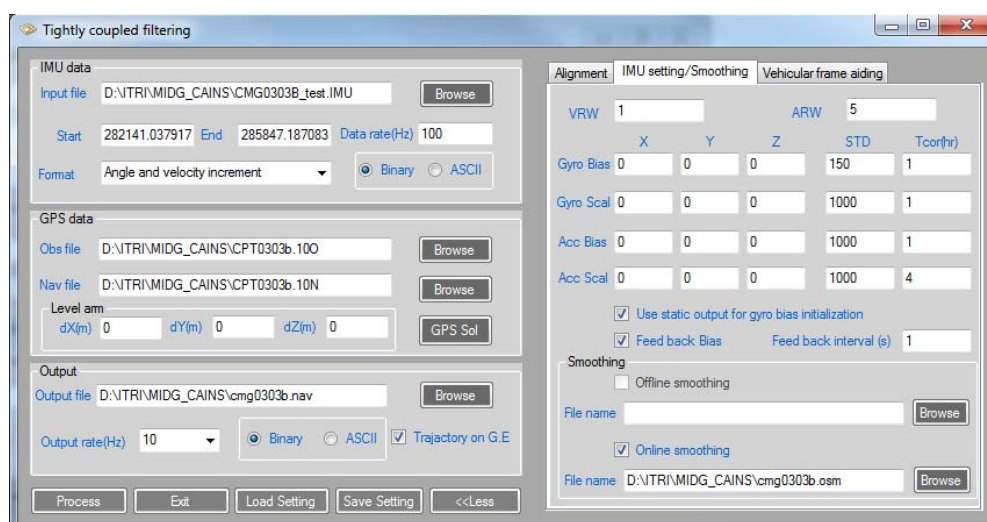 Tightly coupled filtering
IMU data
Input file D:\ITRI\MIDG_CAINS\CMG0303B_test.IMU Browse
Start 282141.037917 End 285847.187083 Data rate(Hz) 100
Format Angle and velocity increment Binary ASCII
GPS data
Obs file D:\ITRI\MIDG_CAINS\CPT0303b.10O Browse
Nav file D:\ITRI\MIDG_CAINS\CPT0303b.10N Browse
Level arm
dX(m) 0 dY(m) 0 dZ(m) 0 GPS Sol
Output
Output file D:\ITRI\MIDG_CAINS\cmg0303b.nav Browse
Output rate(Hz) 10 Binary ASCII Trajactory on G.E
Process Exit Load Setting Save Setting <<Less
Alignment IMU setting/Smoothing Vehicular frame aiding
VRW 1 ARW 5
X Y Z STD Tcor(hr)
Gyro Bias 0 0 0 150 1
Gyro Scal 0 0 0 1000 1
Acc Bias 0 0 0 1000 1
Acc Scal 0 0 0 1000 4
Use static output for gyro bias initialization
Feed back Bias Feed back interval (s) 1
Smoothing
Offline smoothing
File name Browse
Online smoothing
File name D:\ITRI\MIDG_CAINS\cmg0303b.osm Browse